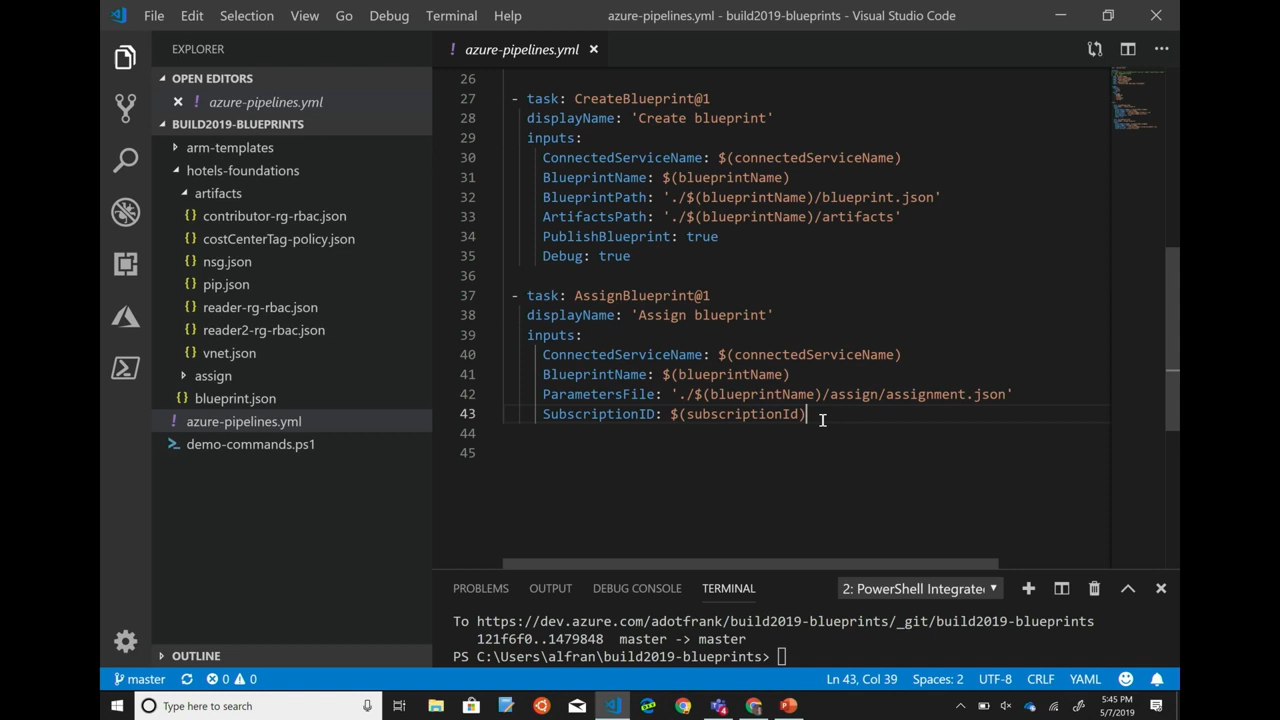 File Edit Selection View Go Debug Terminal Help azure-pipelines.yml - build2019-blueprints - Visual Studio Code
EXPLORER
OPEN EDITORS
azure-pipelines.yml
BUILD2019-BLUEPRINTS
arm-templates
hotels-foundations
artifacts
{} contributor-rg-rbac.json
{} costCenterTag-policy.json
{} nsg.json
{} pip.json
{} reader-rg-rbac.json
{} reader2-rg-rbac.json
{} vnet.json
assign
{} blueprint.json
! azure-pipelines.yml
demo-commands.ps1
OUTLINE
! azure-pipelines.yml
26
27 - task: CreateBlueprint@1
28 displayName: 'Create blueprint'
29 inputs:
30 ConnectedServiceName: $(connectedServiceName)
31 BlueprintName: $(blueprintName)
32 BlueprintPath: './$(blueprintName)/blueprint.json'
33 ArtifactsPath: './$(blueprintName)/artifacts'
34 PublishBlueprint: true
35 Debug: true
36
37 - task: AssignBlueprint@1
38 displayName: 'Assign blueprint'
39 inputs:
40 ConnectedServiceName: $(connectedServiceName)
41 BlueprintName: $(blueprintName)
42 ParametersFile: './$(blueprintName)/assign/assignment.json'
43 SubscriptionID: $(subscriptionId)
44
45
PROBLEMS OUTPUT DEBUG CONSOLE TERMINAL 2: PowerShell Integrate
To https://dev.azure.com/adotfrank/build2019-blueprints/_git/build2019-blueprints
121f6f0..1479848 master -> master
PS C:\Users\alfran\build2019-blueprints>
master 0 0 Ln 43, Col 39 Spaces: 2 UTF-8 CRLF YAML
Type here to search
5:45 PM
5/7/2019